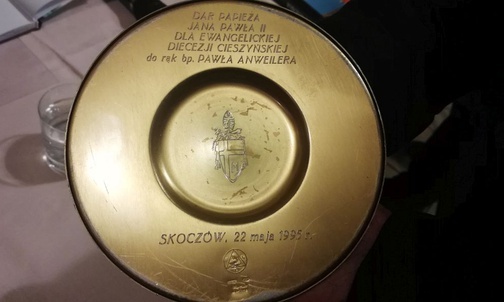 DAR PAPIEŻA
JANA PAWŁA II
DLA EWANGELICKIEJ
DIECEZJI CIESZYŃSKIEJ
do rąk bp. PAWŁA ANWEILERA
SKOCZÓW, 22 maja 1995 r.